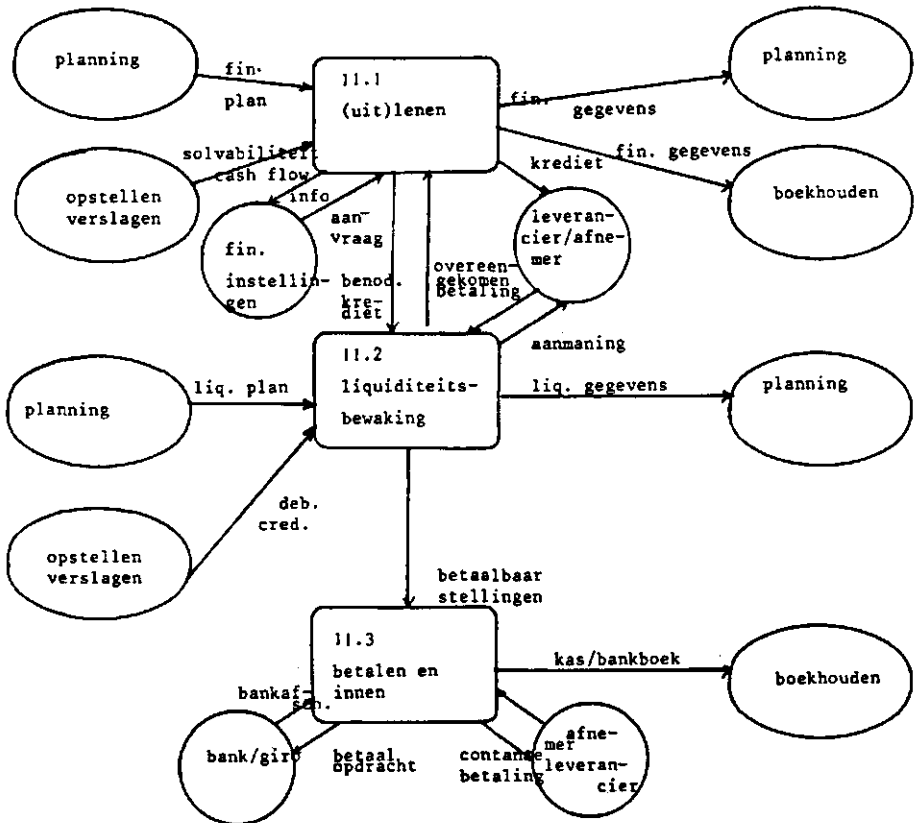 planning
fin.
plan
11.1
(uit)lenen
fin.
gegevens
planning
solvabiliteit
cash flow
opstellen
verslagen
krediet
fin. gegevens
boekhouden
info
aan-
vraag
fin.
instellin-
gen
leveran-
cier/afne-
mer
benod.
kre-
diet
overeen-
gekomen
betaling
aanmaning
11.2
liquiditeits-
bewaking
planning
liq. plan
liq. gegevens
planning
deb.
cred.
opstellen
verslagen
betaalbaar
stellingen
11.3
betalen en
innen
kas/bankboek
boekhouden
bankaf-
sch.
bank/giro
betaal
opdracht
contante
betaling
afne-
mer
leveran-
cier